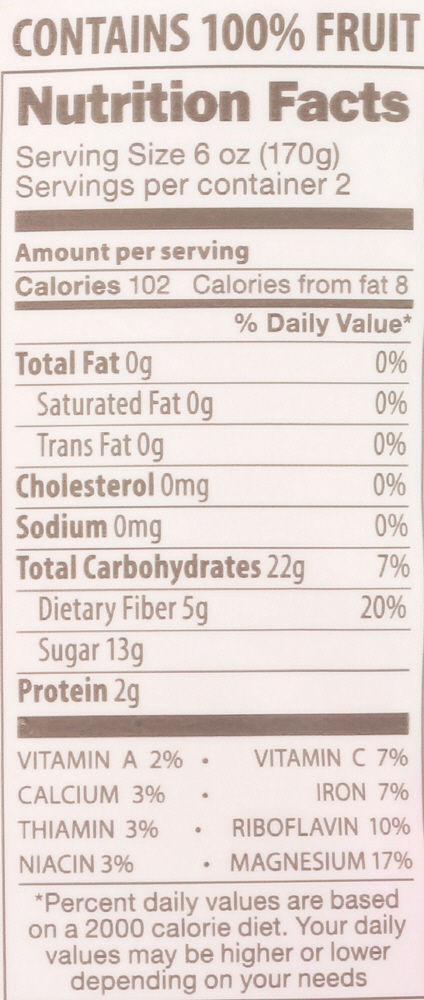 CONTAINS 100% FRUIT
Nutrition Facts
Serving Size 6 oz (170g)
Servings per container 2
Amount per serving
Calories 102 Calories from fat 8
% Daily Value*
Total Fat 0g 0%
Saturated Fat 0g 0%
Trans Fat 0g 0%
Cholesterol 0mg 0%
Sodium 0mg 0%
Total Carbohydrates 22g 7%
Dietary Fiber 5g 20%
Sugar 13g
Protein 2g
VITAMIN A 2% • VITAMIN C 7%
CALCIUM 3% • IRON 7%
THIAMIN 3% • RIBOFLAVIN 10%
NIACIN 3% • MAGNESIUM 17%
*Percent daily values are based
on a 2000 calorie diet. Your daily
values may be higher or lower
depending on your needs